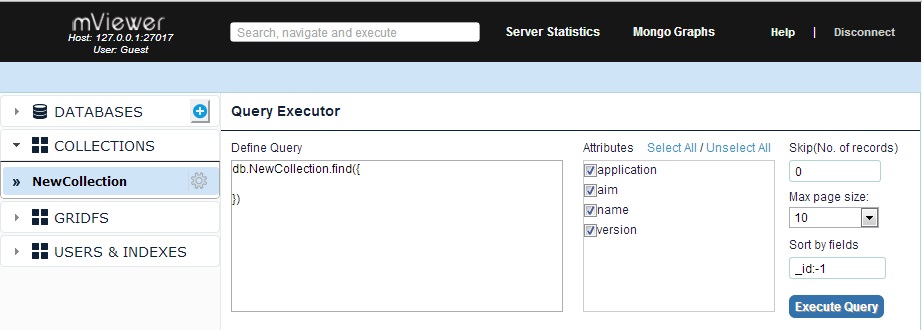 mViewer
Host: 127.0.0.1:27017
User: Guest
Search, navigate and execute
Server Statistics
Mongo Graphs
Help | Disconnect
DATABASES
COLLECTIONS
» NewCollection
GRIDFS
USERS & INDEXES
Query Executor
Define Query
db.NewCollection.find({
})
Attributes Select All / Unselect All
application
aim
name
version
Skip(No. of records)
0
Max page size:
10
Sort by fields
_id:-1
Execute Query